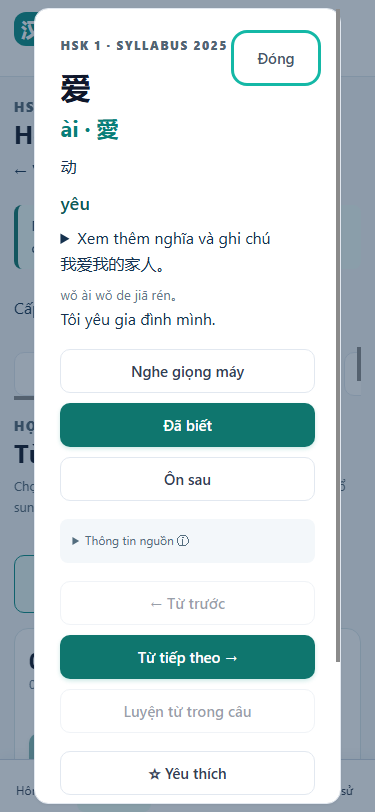 HSK 1 · SYLLABUS 2025
Đóng
爱
ài · 愛
动
yêu
▶ Xem thêm nghĩa và ghi chú
我爱我的家人。
wǒ ài wǒ de jiā rén。
Tôi yêu gia đình mình.
Nghe giọng máy
Đã biết
Ôn sau
▶ Thông tin nguồn ⓘ
← Từ trước
Từ tiếp theo →
Luyện từ trong câu
☆ Yêu thích